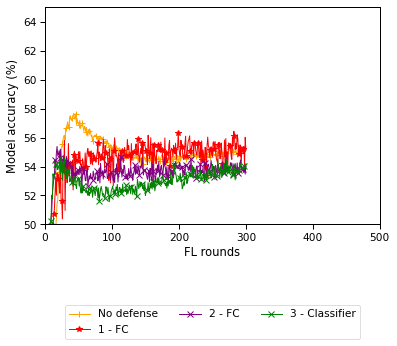 64
62
60
58
56
54
52
50
Model accuracy (%)
0 100 200 300 400 500
FL rounds
No defense 2 - FC 3 - Classifier
1 - FC